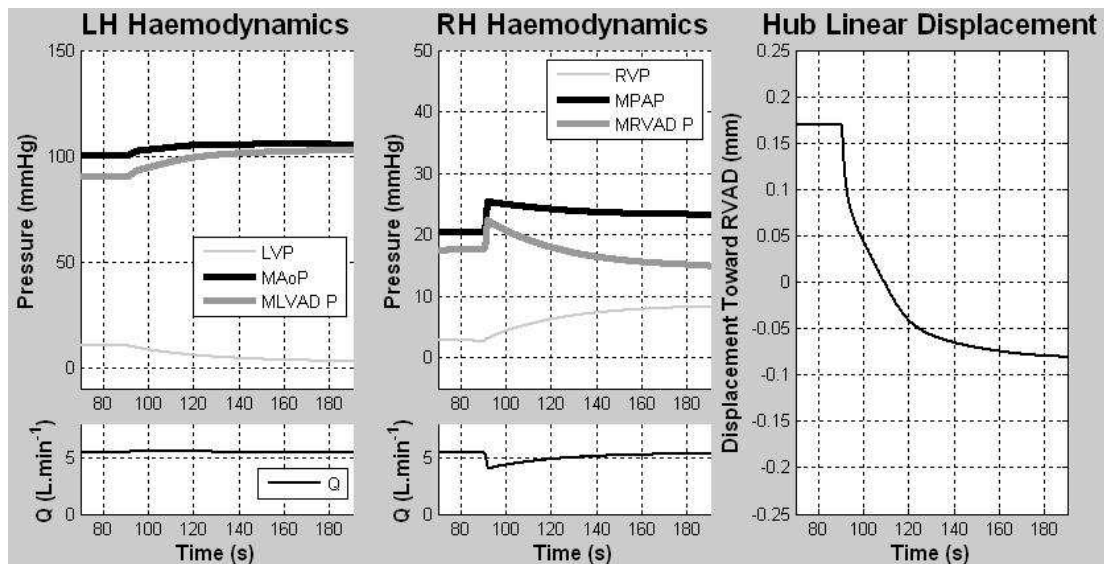 LH Haemodynamics
Pressure (mmHg)
150
100
50
0
LVP
MAoP
MLVAD P
80 100 120 140 160 180
Q (L.min-1)
5
0
Q
80 100 120 140 160 180
Time (s)
RH Haemodynamics
Pressure (mmHg)
50
40
30
20
10
0
RVP
MPAP
MRVAD P
80 100 120 140 160 180
Q (L.min-1)
5
0
80 100 120 140 160 180
Time (s)
Hub Linear Displacement
Displacement Toward RVAD (mm)
0.25
0.2
0.15
0.1
0.05
0
-0.05
-0.1
-0.15
-0.2
-0.25
80 100 120 140 160 180
Time (s)